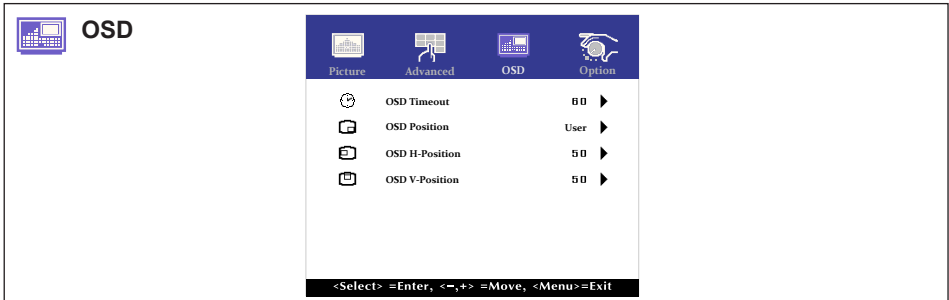 OSD
Picture Advanced OSD Option
OSD Timeout 60
OSD Position User
OSD H-Position 50
OSD V-Position 50
<Select> =Enter, <–,+> =Move, <Menu>=Exit